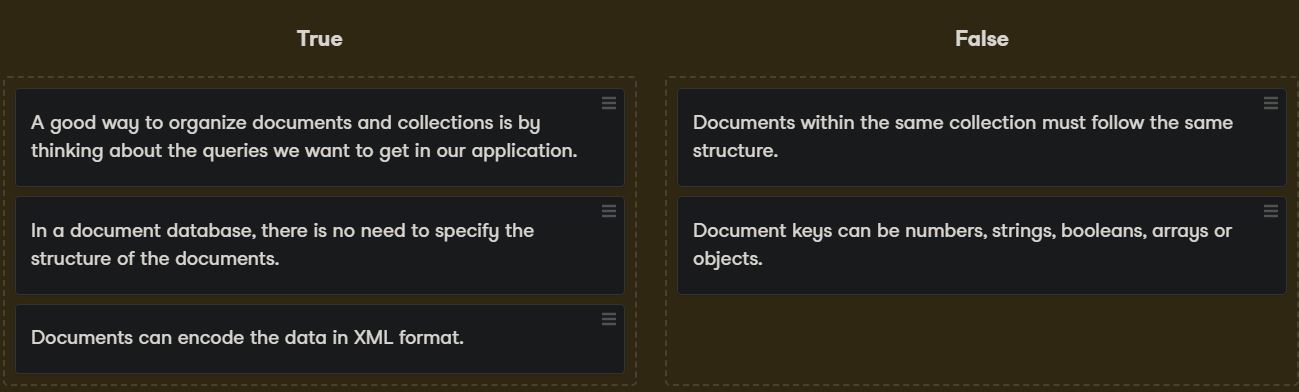 True
A good way to organize documents and collections is by
thinking about the queries we want to get in our application.
In a document database, there is no need to specify the
structure of the documents.
Documents can encode the data in XML format.
False
Documents within the same collection must follow the same
structure.
Document keys can be numbers, strings, booleans, arrays or
objects.